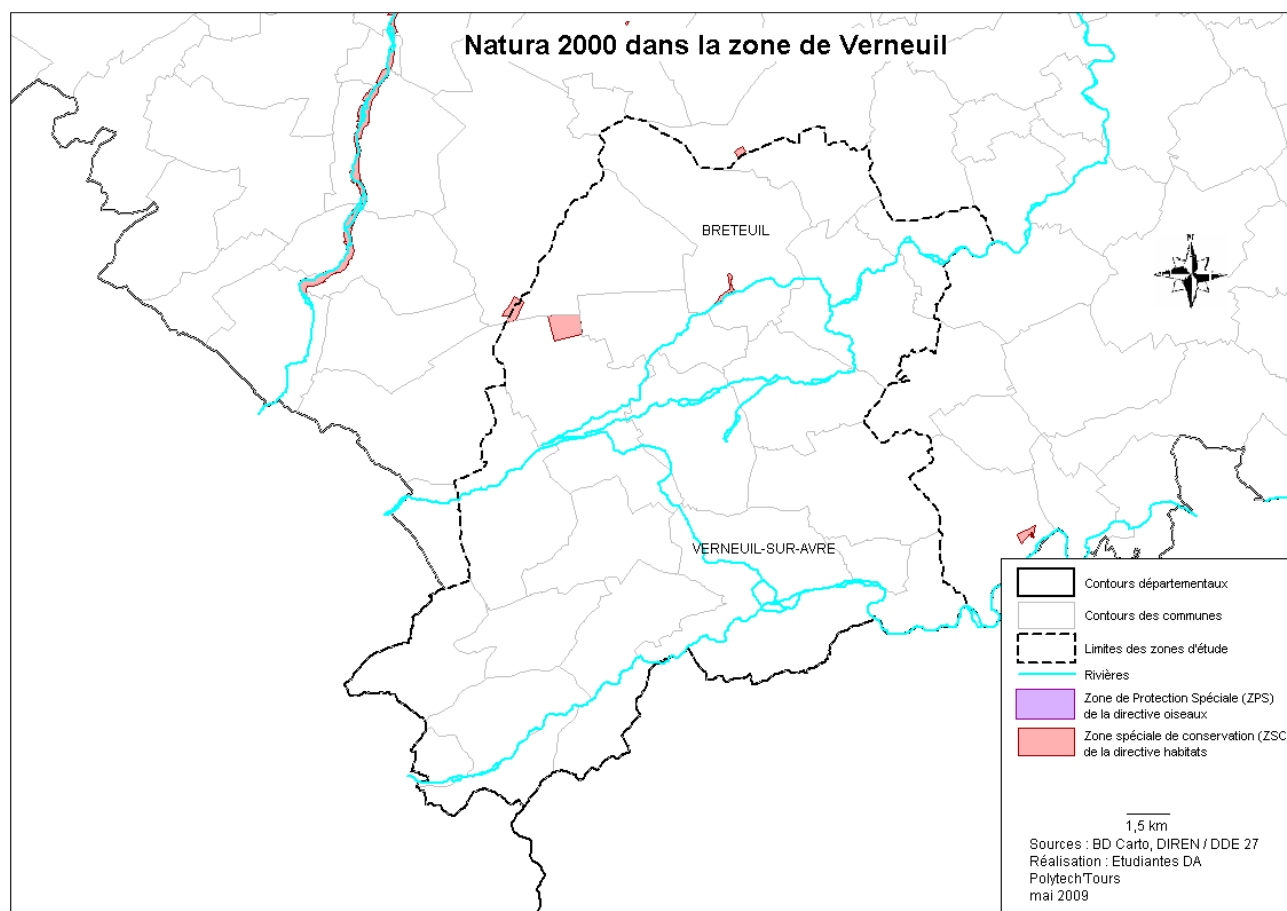 Natura 2000 dans la zone de Verneuil
BRETEUIL
N
VERNEUIL-SUR-AVRE
Contours départementaux
Contours des communes
Limites des zones d'étude
Rivières
Zone de Protection Spéciale (ZPS)
de la directive oiseaux
Zone spéciale de conservation (ZSC
de la directive habitats
1,5 km
Sources : BD Carto, DIREN / DDE 27
Réalisation : Etudiantes DA
Polytech'Tours
mai 2009